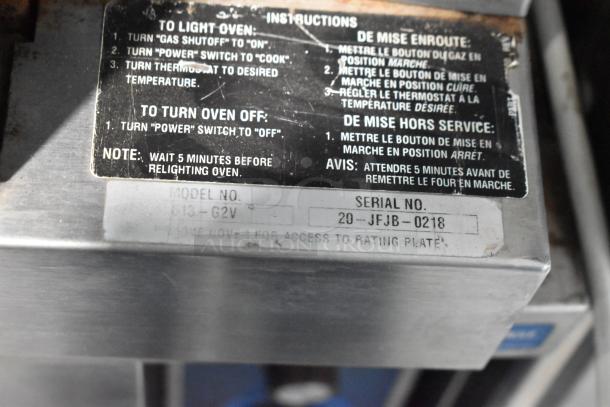 INSTRUCTIONS
TO LIGHT OVEN:
1. TURN "GAS SHUTOFF" TO "ON".
2. TURN "POWER" SWITCH TO "COOK".
3. TURN THERMOSTAT TO DESIRED
TEMPERATURE.
TO TURN OVEN OFF:
1. TURN "POWER" SWITCH TO "OFF".
NOTE: WAIT 5 MINUTES BEFORE
RELIGHTING OVEN.
DE MISE ENROUTE:
1. METTRE LE BOUTON DU GAZ EN
POSITION MARCHE.
2. METTRE LE BOUTON DE MISE EN
MARCHE EN POSITION CUIRE.
3. RÉGLER LE THERMOSTAT À LA
TEMPÉRATURE DÉSIRÉE.
DE MISE HORS SERVICE:
1. METTRE LE BOUTON DE MISE EN
MARCHE EN POSITION ARRÊT.
AVIS: ATTENDRE 5 MINUTES AVANT DE
REMETTRE LE FOUR EN MARCHE.
MODEL NO. SERIAL NO.
613-G2V 20-JFJB-0218
COVER FOR ACCESS TO RATING PLATE
AUCTION GROUP